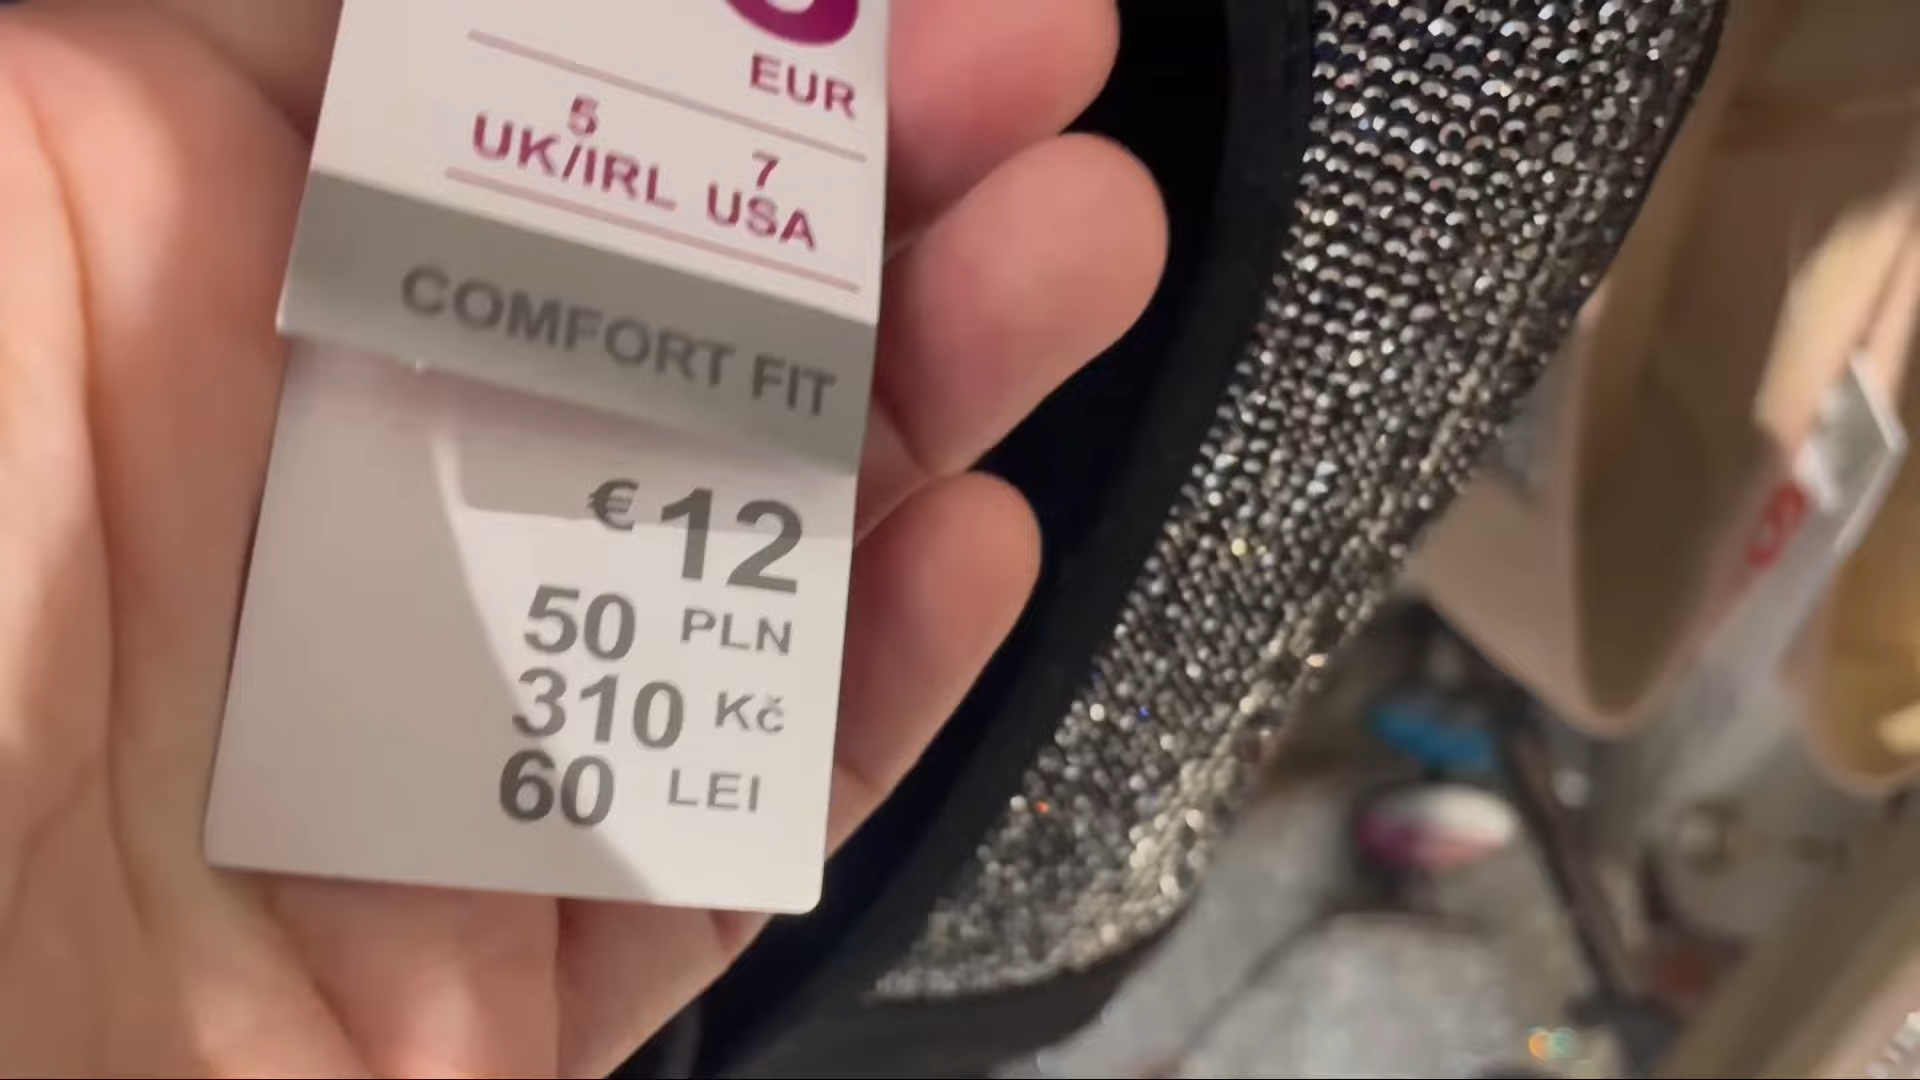 EUR
5 7
UK/IRL USA
COMFORT FIT
€12
50 PLN
310 Kč
60 LEI